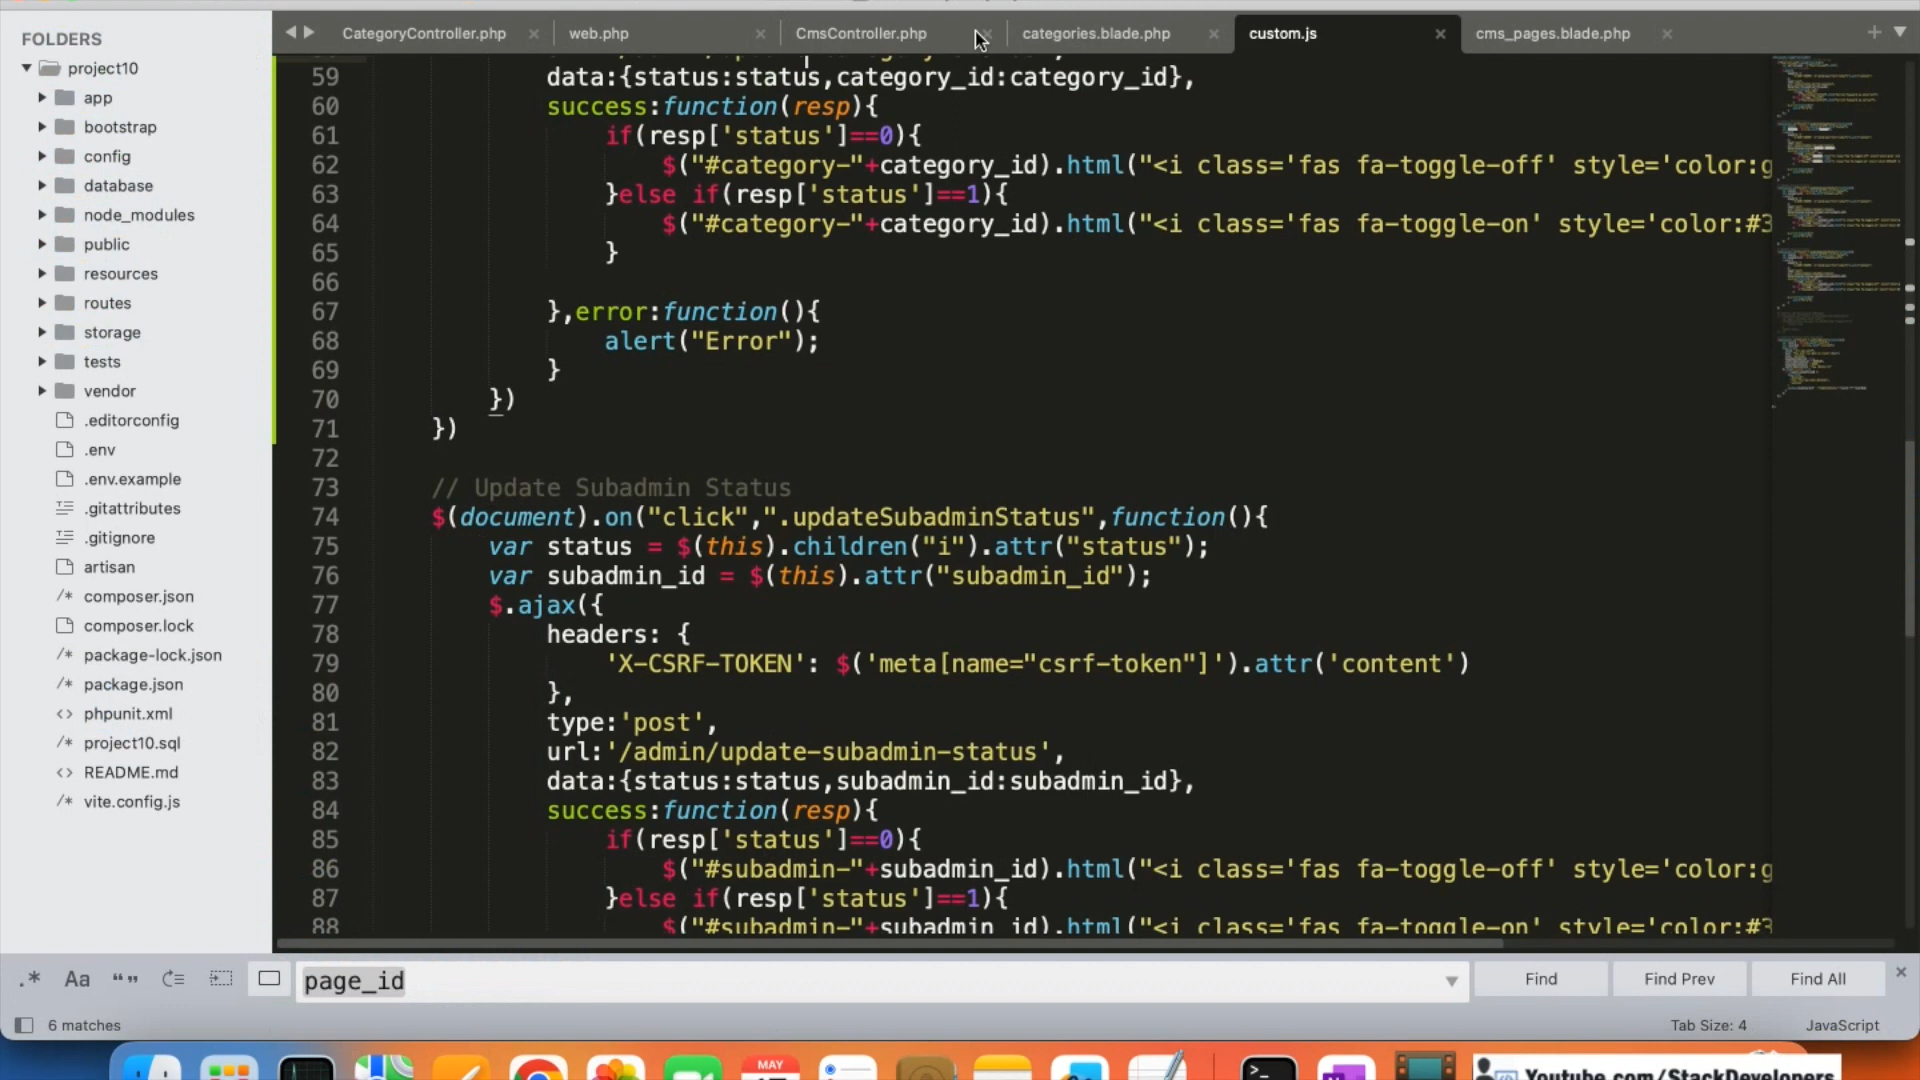 FOLDERS
project10
app
bootstrap
config
database
node_modules
public
resources
routes
storage
tests
vendor
.editorconfig
.env
.env.example
.gitattributes
.gitignore
artisan
/* composer.json
composer.lock
/* package-lock.json
/* package.json
<> phpunit.xml
/* project10.sql
<> README.md
/* vite.config.js
CategoryController.php
web.php
CmsController.php
categories.blade.php
custom.js
cms_pages.blade.php
59 data:{status:status,category_id:category_id},
60 success:function(resp){
61 if(resp['status']==0){
62 $("#category-"+category_id).html("<i class='fas fa-toggle-off' style='color:g
63 }else if(resp['status']==1){
64 $("#category-"+category_id).html("<i class='fas fa-toggle-on' style='color:#3
65 }
66
67 },error:function(){
68 alert("Error");
69 }
70 })
71 })
72
73 // Update Subadmin Status
74 $(document).on("click",".updateSubadminStatus",function(){
75 var status = $(this).children("i").attr("status");
76 var subadmin_id = $(this).attr("subadmin_id");
77 $.ajax({
78 headers: {
79 'X-CSRF-TOKEN': $('meta[name="csrf-token"]').attr('content')
80 },
81 type:'post',
82 url:'/admin/update-subadmin-status',
83 data:{status:status,subadmin_id:subadmin_id},
84 success:function(resp){
85 if(resp['status']==0){
86 $("#subadmin-"+subadmin_id).html("<i class='fas fa-toggle-off' style='color:g
87 }else if(resp['status']==1){
88 $("#subadmin-"+subadmin_id).html("<i class='fas fa-toggle-on' style='color:#3
.* Aa “” page_id Find Find Prev Find All
6 matches Tab Size: 4 JavaScript
MAY
Youtube.com/StackDevelopers